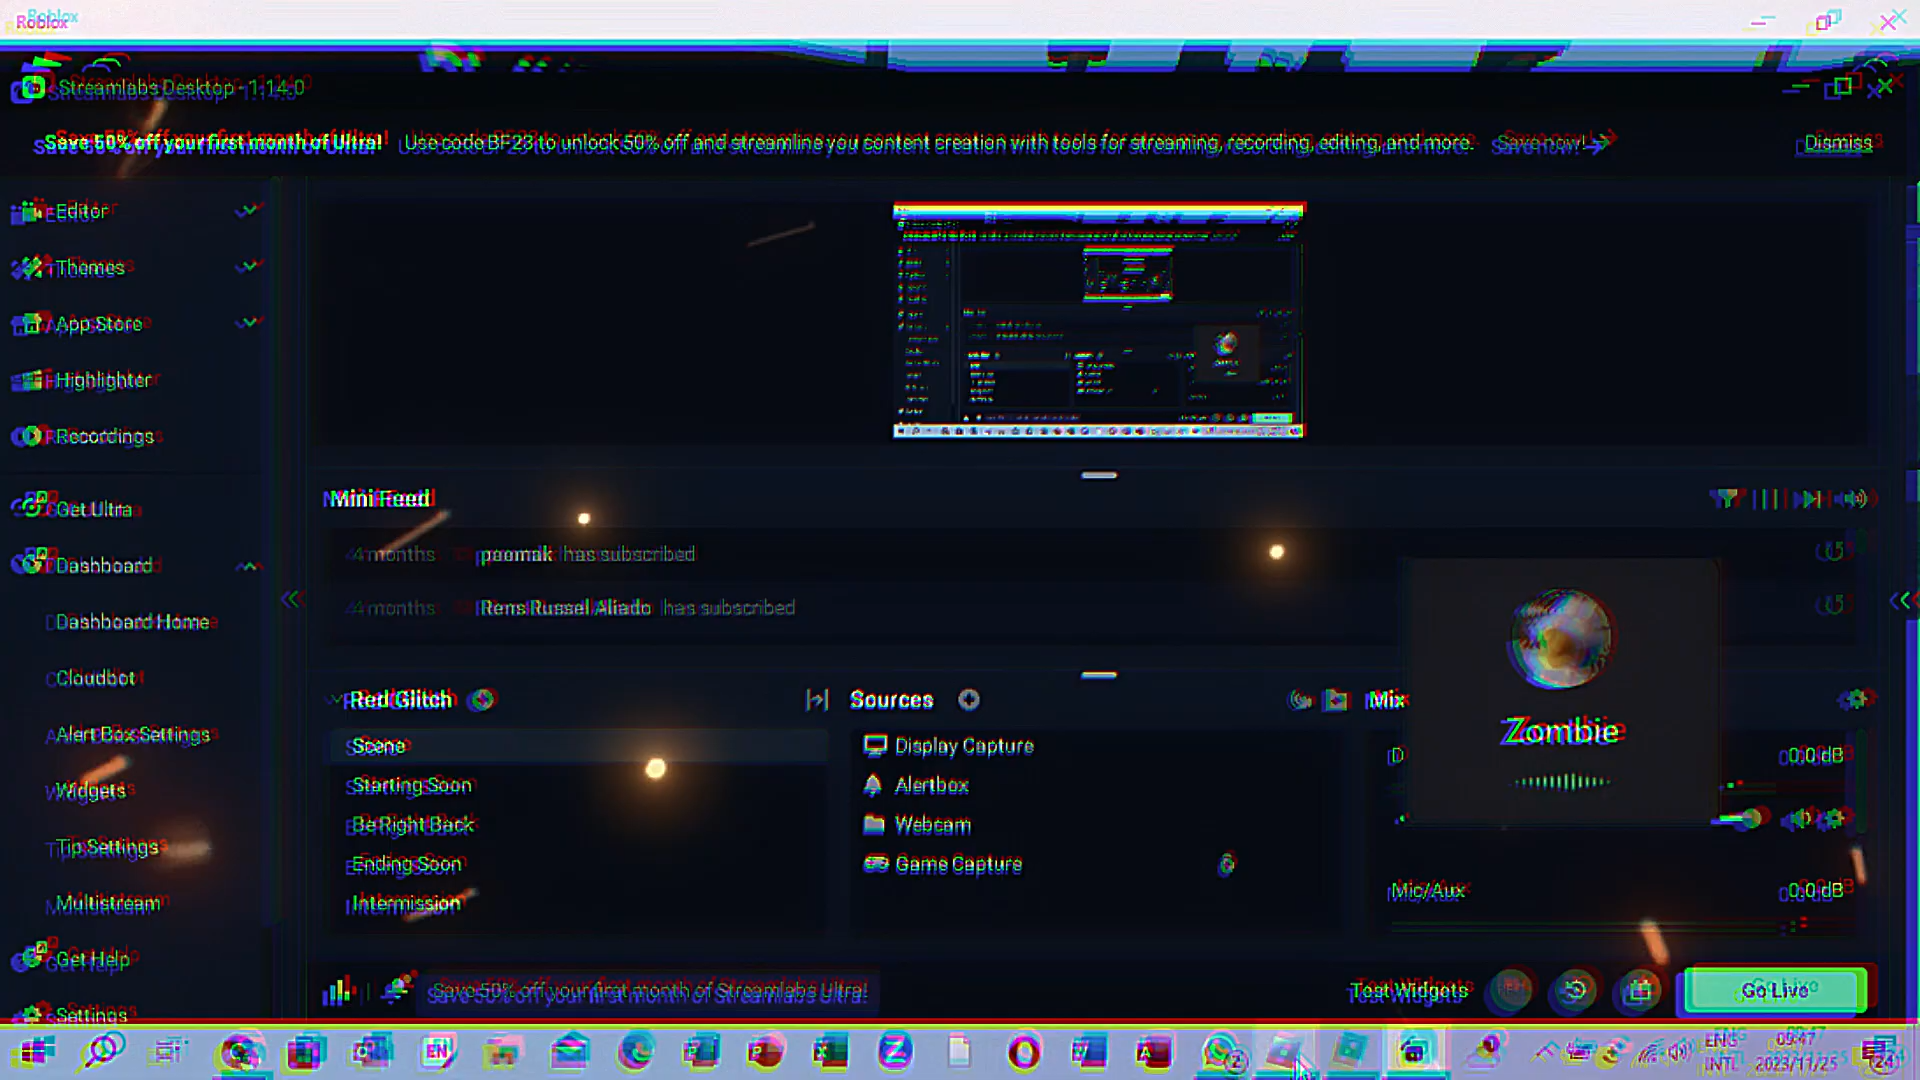 Roblox
Streamlabs Desktop - 1.14.0
Save 50% off your first month of Ultra! Use code BF23 to unlock 50% off and streamline you content creation with tools for streaming, recording, editing, and more. Save now! Dismiss
Editor
Themes
App Store
Highlighter
Recordings
Get Ultra
Dashboard
Dashboard Home
Cloudbot
Alert Box Settings
Widgets
Tip Settings
Multistream
Get Help
Settings
Mini Feed
4 months paomak has subscribed
4 months Rens Russel Aliado has subscribed
Red Glitch
Scene
Starting Soon
Be Right Back
Ending Soon
Intermission
Sources
Display Capture
Alertbox
Webcam
Game Capture
Mix
D 0.0 dB
Mic/Aux 0.0 dB
Zombie
Save 50% off your first month of Streamlabs Ultra!
Test Widgets
Go Live
EN
2
ENG
INTL
09:47
2023/11/25
24